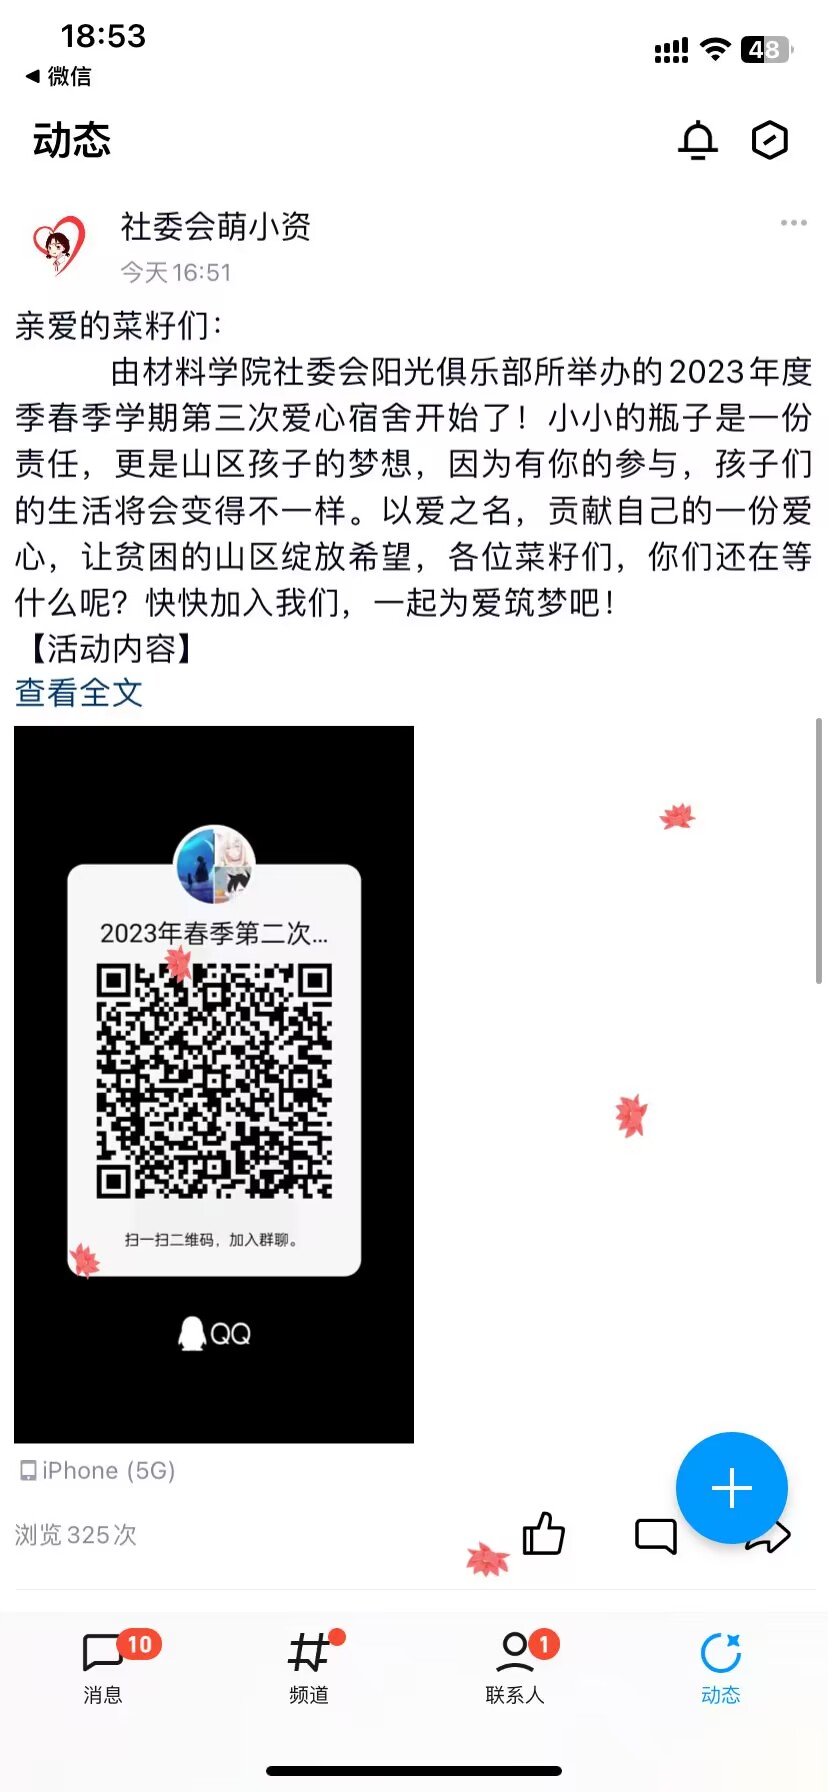 18:53
48
◀ 微信
动态
社委会萌小资
今天16:51
亲爱的菜籽们：
由材料学院社委会阳光俱乐部所举办的2023年度
季春季学期第三次爱心宿舍开始了！小小的瓶子是一份
责任，更是山区孩子的梦想，因为有你的参与，孩子们
的生活将会变得不一样。以爱之名，贡献自己的一份爱
心，让贫困的山区绽放希望，各位菜籽们，你们还在等
什么呢？快快加入我们，一起为爱筑梦吧！
【活动内容】
查看全文
2023年春季第二次...
扫一扫二维码，加入群聊。
QQ
iPhone (5G)
浏览325次
10
1
消息
频道
联系人
动态